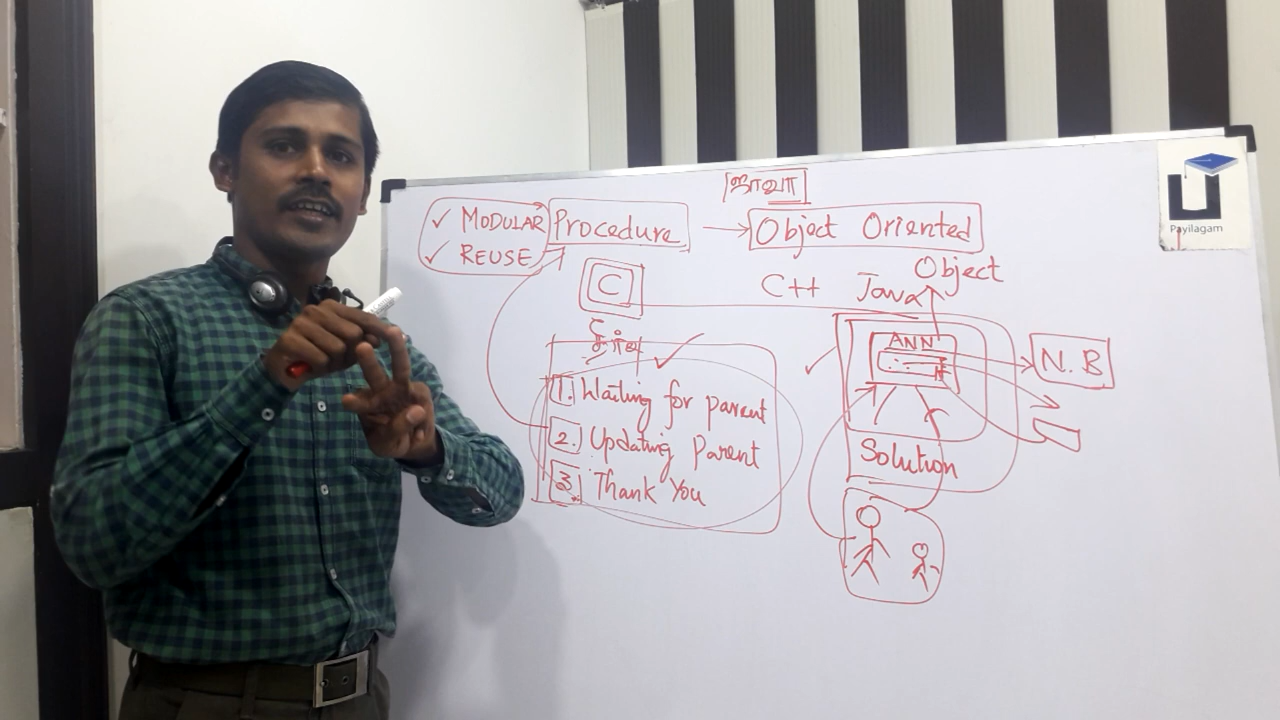 ஜாவா
✓ MODULAR
✓ REUSE
Procedure → Object Oriented
C
C++ Java
Object
1. Waiting for parent
2. Updating Parent
3. Thank You
ANN
N.B
Solution
Payilagam